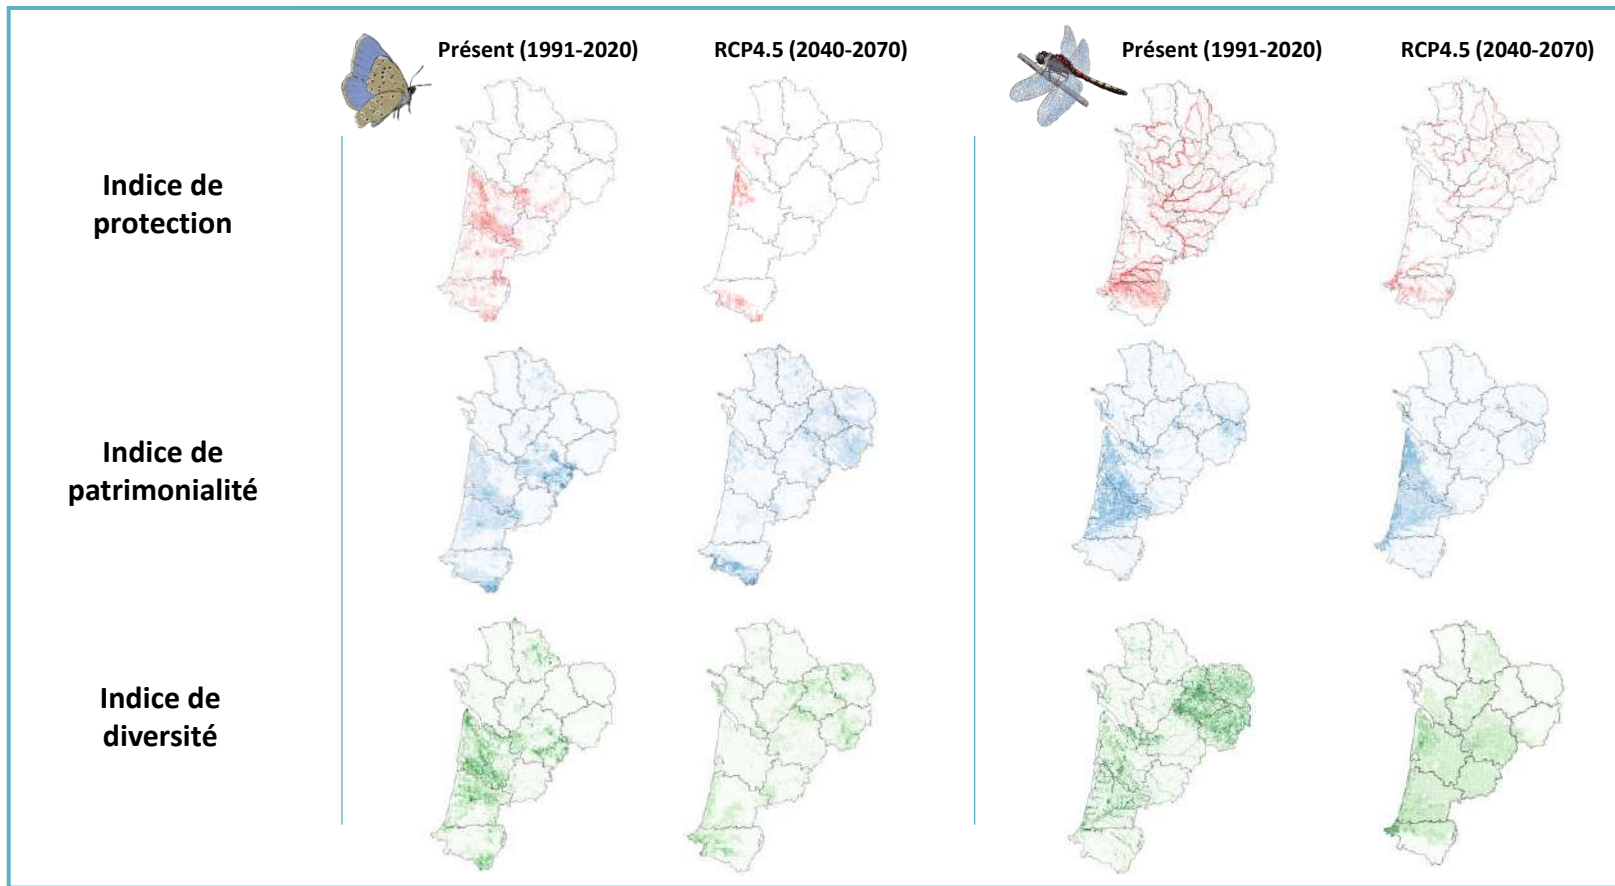 Présent (1991-2020)
RCP4.5 (2040-2070)
Présent (1991-2020)
RCP4.5 (2040-2070)
Indice de
protection
Indice de
patrimonialité
Indice de
diversité